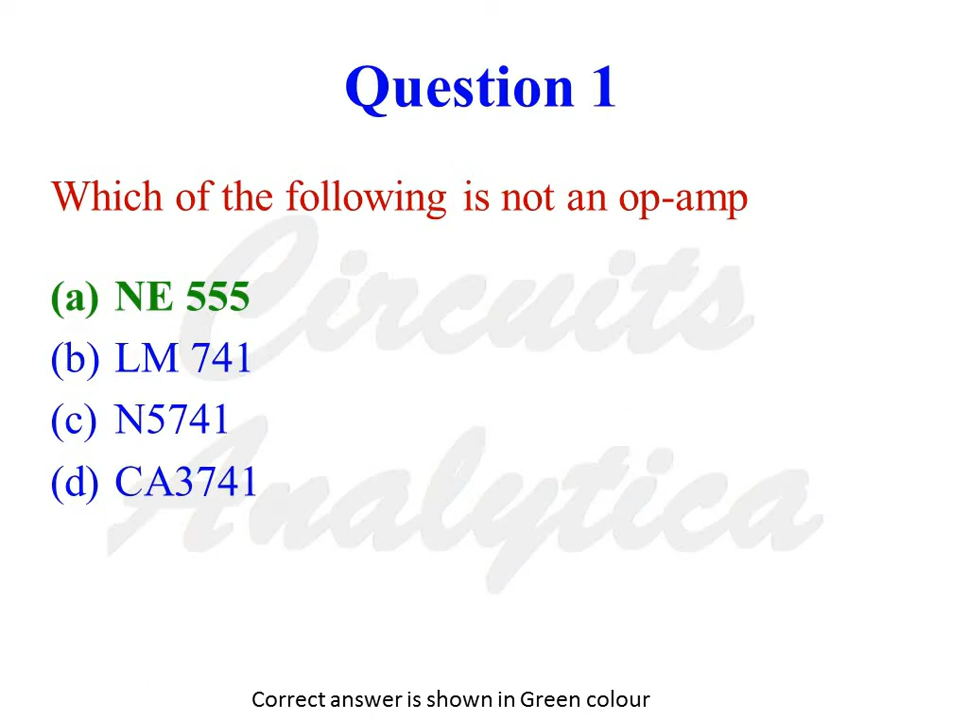 Question 1
Which of the following is not an op-amp
(a) NE 555
(b) LM 741
(c) N5741
(d) CA3741
Circuits
Analytica
Correct answer is shown in Green colour